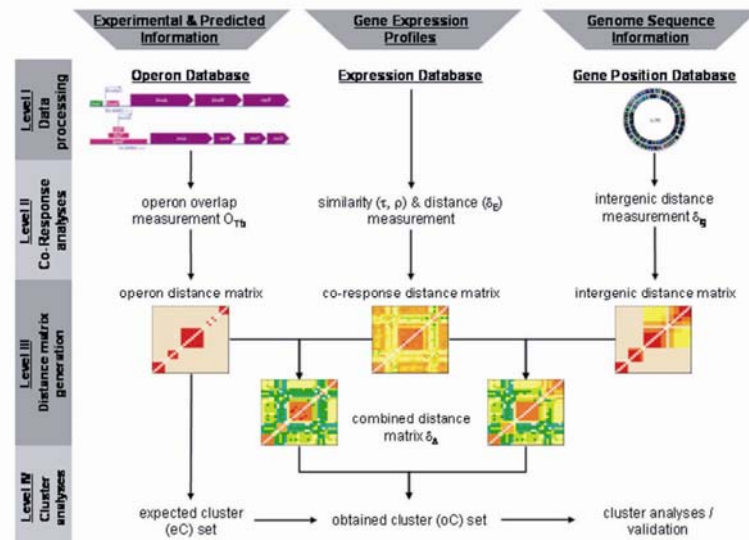 Experimental & Predicted
Information
Gene Expression
Profiles
Genome Sequence
Information
Level I
Data
processing
Operon Database
Expression Database
Gene Position Database
Level II
Co-Response
analyses
operon overlap
measurement O
similarity (τ, ρ) & distance (δE)
measurement
intergenic distance
measurement δ
Level III
Distance matrix
generation
operon distance matrix
co-response distance matrix
intergenic distance matrix
combined distance
matrix δA
Level IV
Cluster
analyses
expected cluster
(eC) set
obtained cluster (oC) set
cluster analyses /
validation